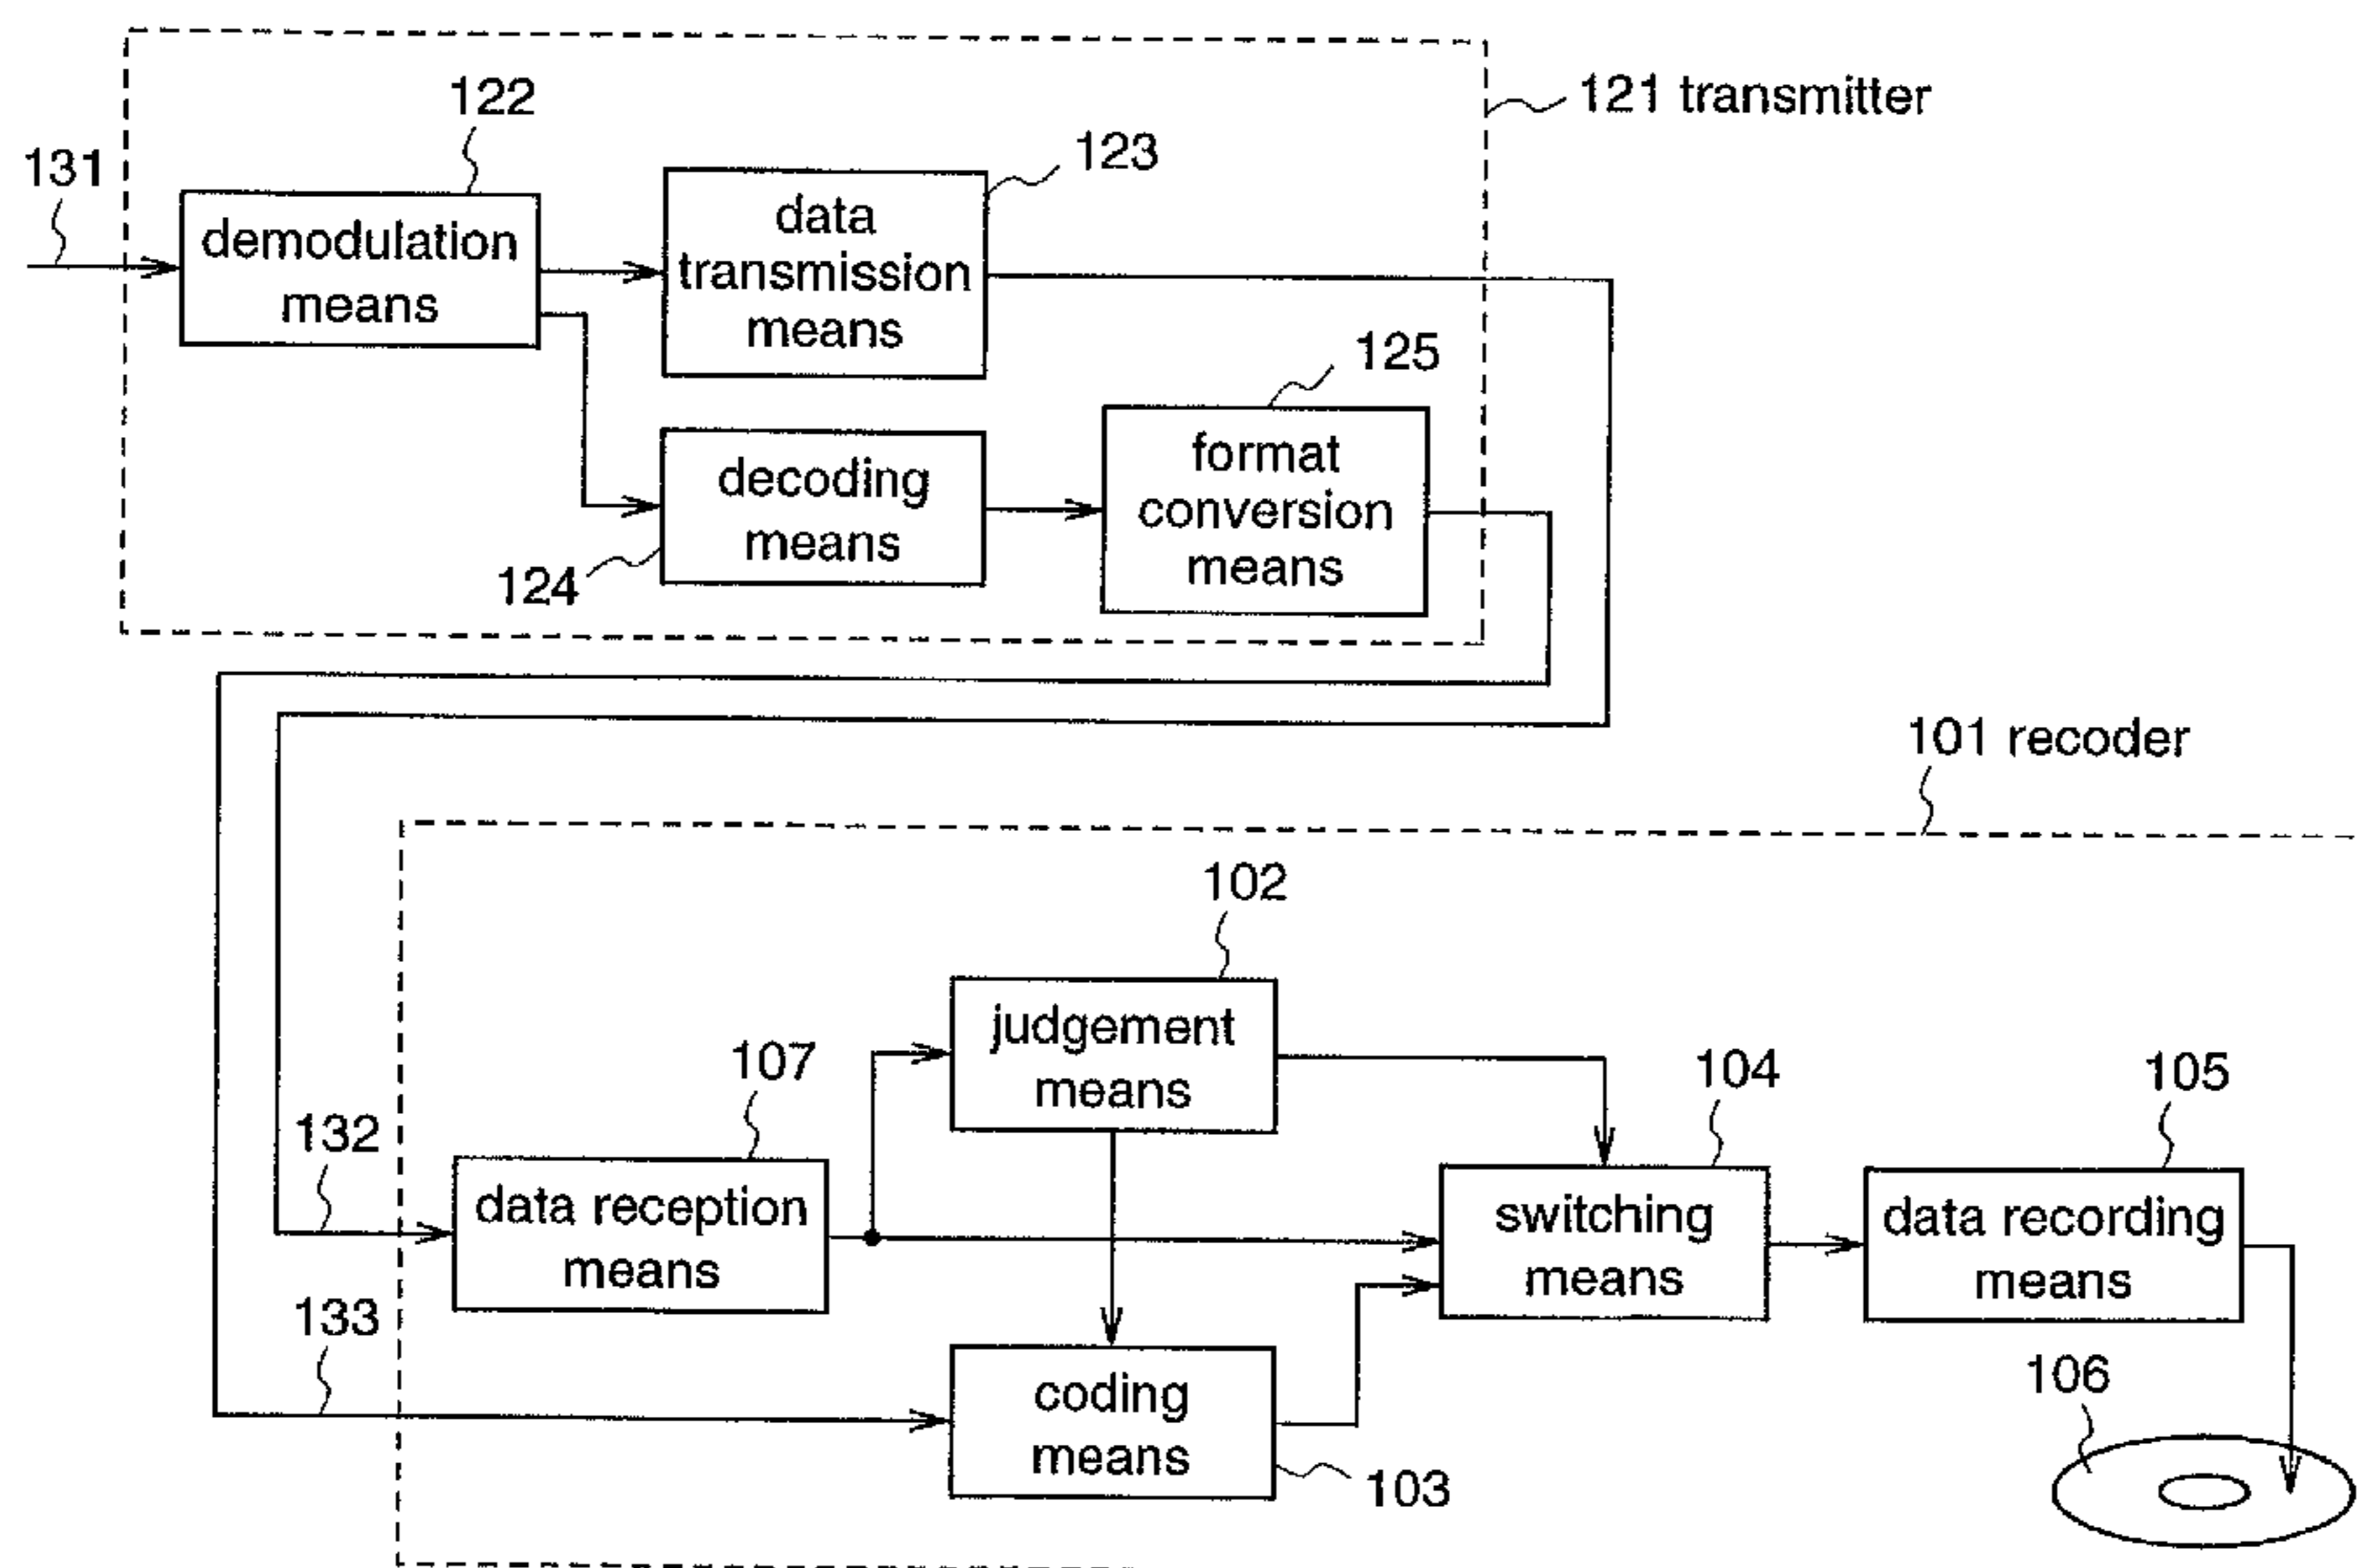 121 transmitter
122
123
131
demodulation
means
data
transmission
means
125
124
decoding
means
format
conversion
means
101 recoder
102
judgement
means
107
104
105
132
data reception
means
switching
means
data recording
means
133
106
coding
means
103